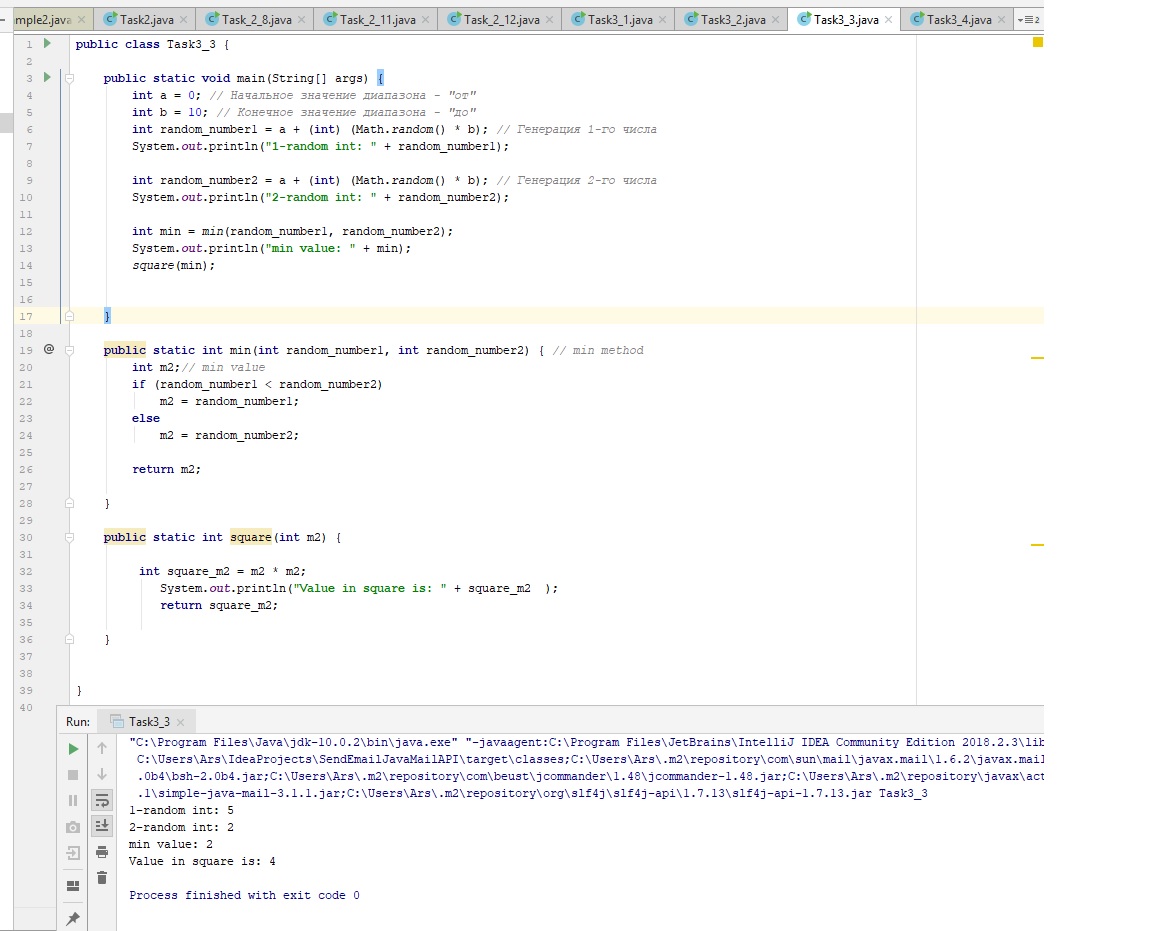 mple2.java Task2.java Task_2_8.java Task_2_11.java Task_2_12.java Task3_1.java Task3_2.java Task3_3.java Task3_4.java 2
1 public class Task3_3 {
2
3 public static void main(String[] args) {
4 int a = 0; // Начальное значение диапазона - "от"
5 int b = 10; // Конечное значение диапазона - "до"
6 int random_number1 = a + (int) (Math.random() * b); // Генерация 1-го числа
7 System.out.println("1-random int: " + random_number1);
8
9 int random_number2 = a + (int) (Math.random() * b); // Генерация 2-го числа
10 System.out.println("2-random int: " + random_number2);
11
12 int min = min(random_number1, random_number2);
13 System.out.println("min value: " + min);
14 square(min);
15
16
17 }
18
19 @ public static int min(int random_number1, int random_number2) { // min method
20 int m2;// min value
21 if (random_number1 < random_number2)
22 m2 = random_number1;
23 else
24 m2 = random_number2;
25
26 return m2;
27
28 }
29
30 public static int square(int m2) {
31
32 int square_m2 = m2 * m2;
33 System.out.println("Value in square is: " + square_m2 );
34 return square_m2;
35
36 }
37
38
39 }
40
Run: Task3_3
"C:\Program Files\Java\jdk-10.0.2\bin\java.exe" "-javaagent:C:\Program Files\JetBrains\IntelliJ IDEA Community Edition 2018.2.3\lib
C:\Users\Ars\IdeaProjects\SendEmailJavaMailAPI\target\classes;C:\Users\Ars\.m2\repository\com\sun\mail\javax.mail\1.6.2\javax.mail
.0b4\bsh-2.0b4.jar;C:\Users\Ars\.m2\repository\com\beust\jcommander\1.48\jcommander-1.48.jar;C:\Users\Ars\.m2\repository\javax\act
.1\simple-java-mail-3.1.1.jar;C:\Users\Ars\.m2\repository\org\slf4j\slf4j-api\1.7.13\slf4j-api-1.7.13.jar Task3_3
1-random int: 5
2-random int: 2
min value: 2
Value in square is: 4
Process finished with exit code 0